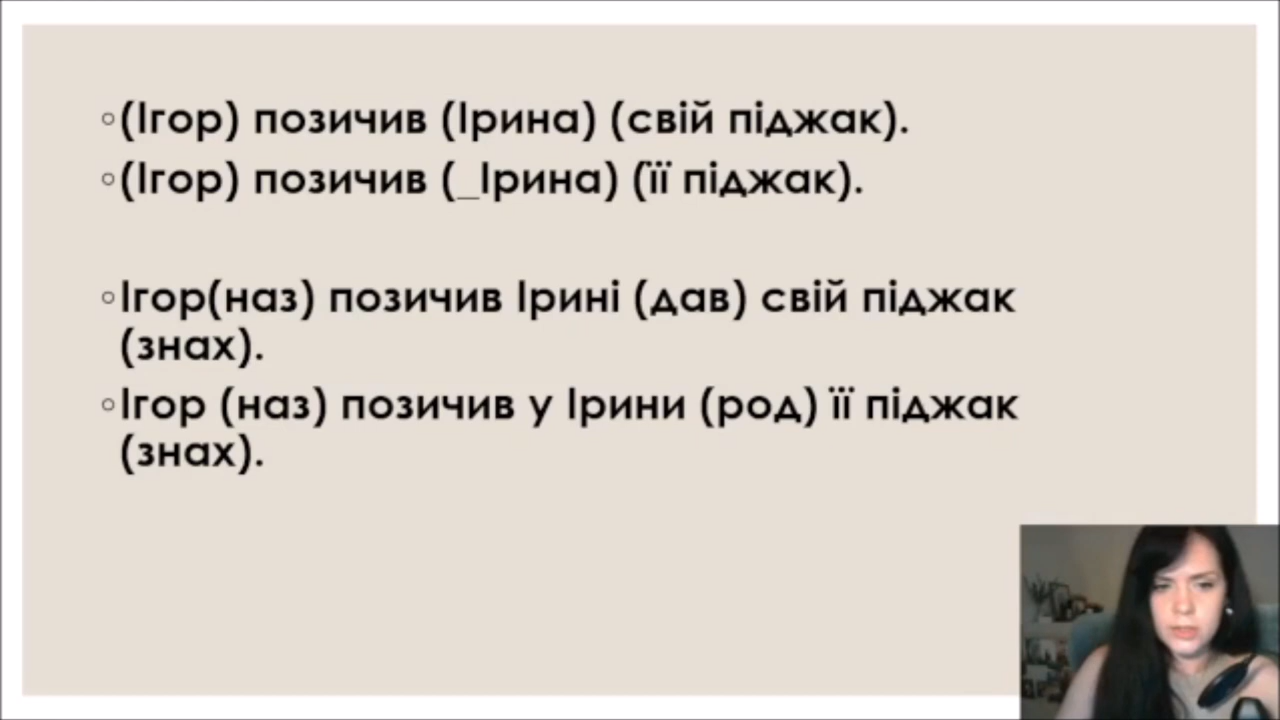 ◦(Ігор) позичив (Ірина) (свій піджак).
◦(Ігор) позичив (_Ірина) (її піджак).
◦Ігор(наз) позичив Ірині (дав) свій піджак
(знах).
◦Ігор (наз) позичив у Ірини (род) її піджак
(знах).